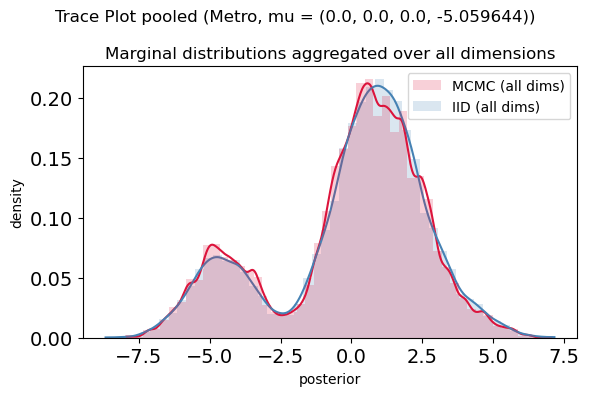 Trace Plot pooled (Metro, mu = (0.0, 0.0, 0.0, -5.059644))
Marginal distributions aggregated over all dimensions
MCMC (all dims)
IID (all dims)
density
0.20
0.15
0.10
0.05
0.00
−7.5 −5.0 −2.5 0.0 2.5 5.0 7.5
posterior